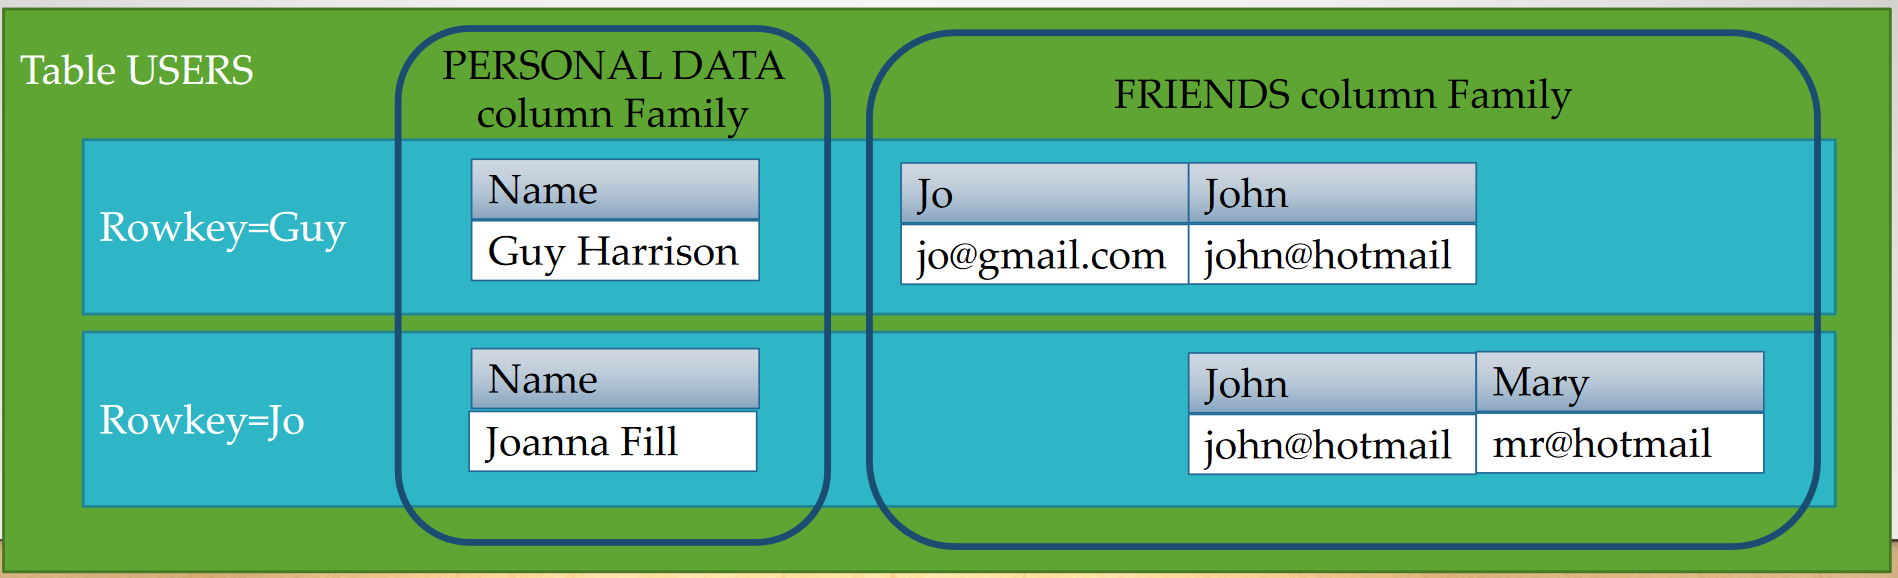 Table USERS
PERSONAL DATA
column Family
FRIENDS column Family
Rowkey=Guy
Name
Guy Harrison
Jo John
jo@gmail.com john@hotmail
Rowkey=Jo
Name
Joanna Fill
John Mary
john@hotmail mr@hotmail